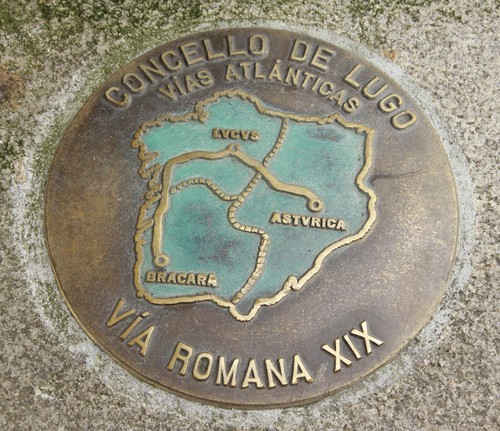 CONCELLO DE LUGO
VÍAS ATLÁNTICAS
LVCVS
ASTVRICA
BRACARA
VÍA ROMANA XIX